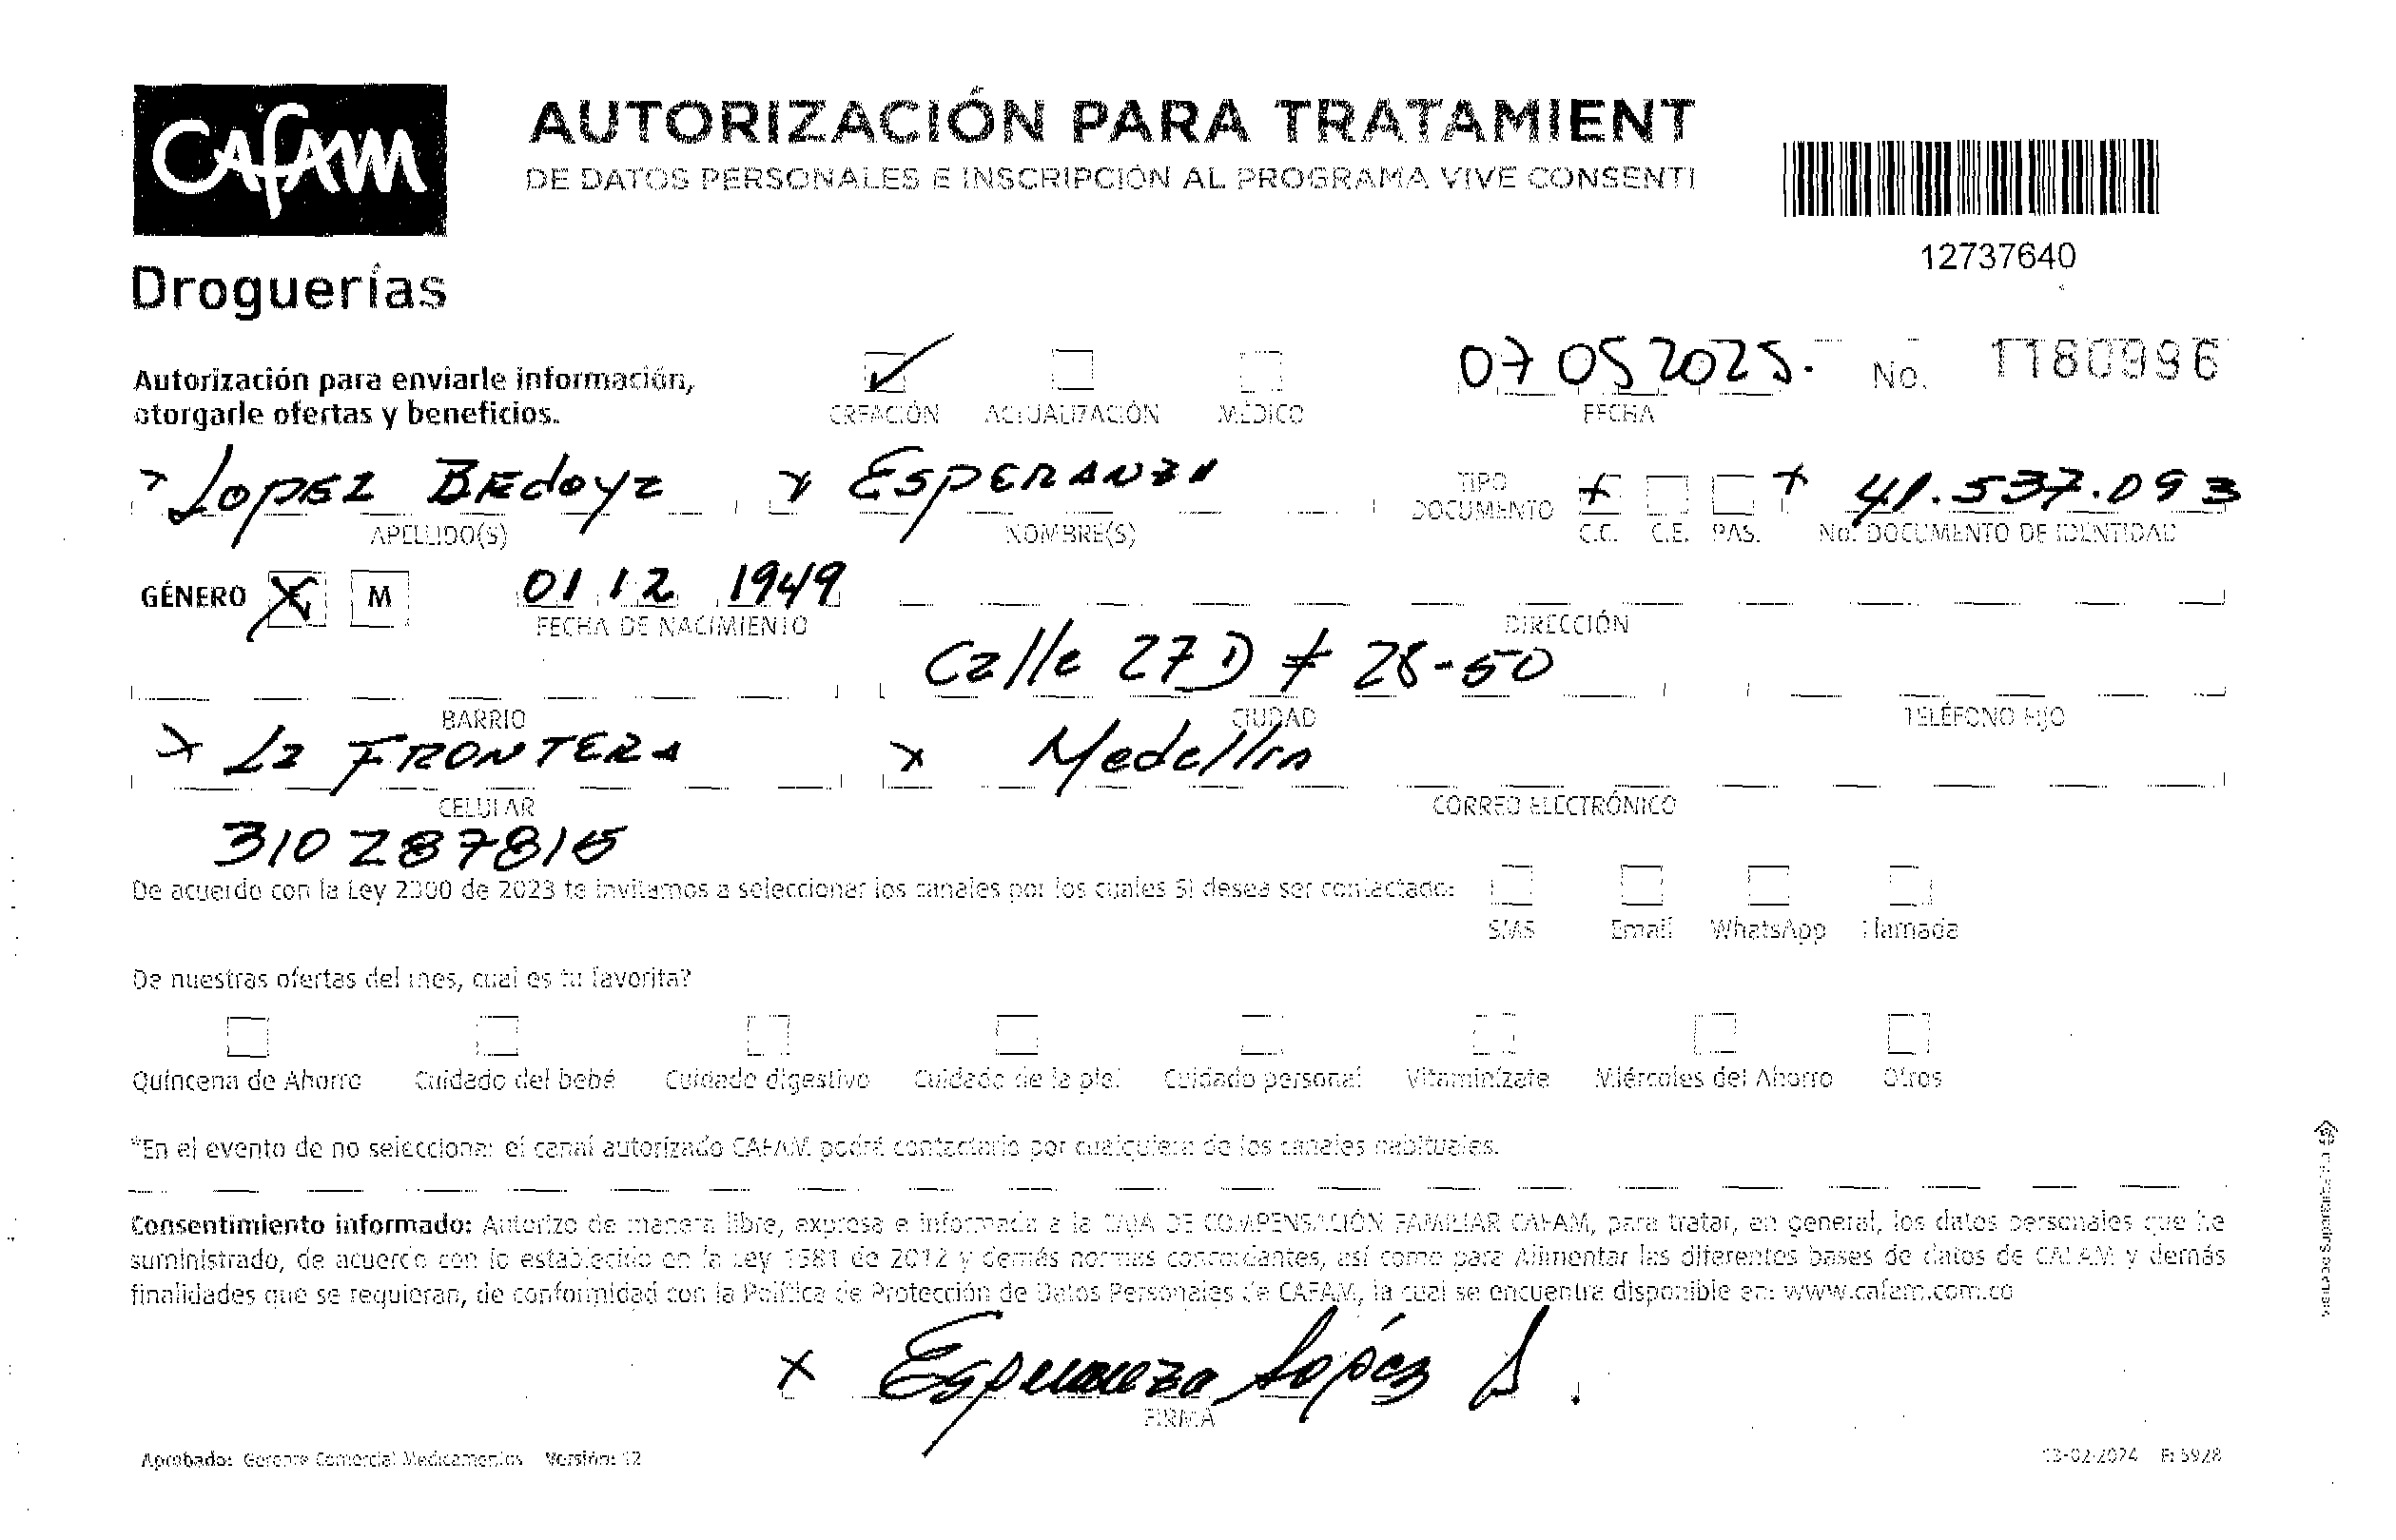 CAFAM
Droguerías
AUTORIZACIÓN PARA TRATAMIENT
DE DATOS PERSONALES E INSCRIPCIÓN AL PROGRAMA VIVE CONSENTI
12737640
Autorización para enviarle información,
otorgarle ofertas y beneficios.
CREACIÓN ACTUALIZACIÓN MÉDICO
07 05 2025. No. 1180996
FECHA
Lopez BEdoya x ESPERANZA TIPO DOCUMENTO x x 41.537.093
APELLIDO(S) NOMBRE(S) C.C. C.E. PAS. No. DOCUMENTO DE IDENTIDAD
GÉNERO X M 01 12 1949
FECHA DE NACIMIENTO DIRECCIÓN
Calle 27D # 28-50
BARRIO CIUDAD TELÉFONO FIJO
x La FRONTERA x Medellin
CELULAR CORREO ELECTRÓNICO
310 287815
De acuerdo con la Ley 2300 de 2023 te invitamos a seleccionar los canales por los cuales SI desea ser contactado:
SMS Email WhatsApp Llamada
De nuestras ofertas del mes, cual es tu favorita?
Quincena de Ahorro Cuidado del bebé Cuidado digestivo Cuidado de la piel Cuidado personal Vitaminízate Miércoles del Ahorro Otros
*En el evento de no seleccionar el canal autorizado CAFAM podrá contactarlo por cualquiera de los canales habituales.
Consentimiento informado: Autorizo de manera libre, expresa e informada a la CAJA DE COMPENSACIÓN FAMILIAR CAFAM, para tratar, en general, los datos personales que he
suministrado, de acuerdo con lo establecido en la Ley 1581 de 2012 y demás normas concordantes, así como para Alimentar las diferentes bases de datos de CAFAM y demás
finalidades que se requieran, de conformidad con la Política de Protección de Datos Personales de CAFAM, la cual se encuentra disponible en: www.cafam.com.co
x Esperanza López
FIRMA
Aprobado: Gerente Comercial Medicamentos Versión: 12
13-02-2024 F: 5928